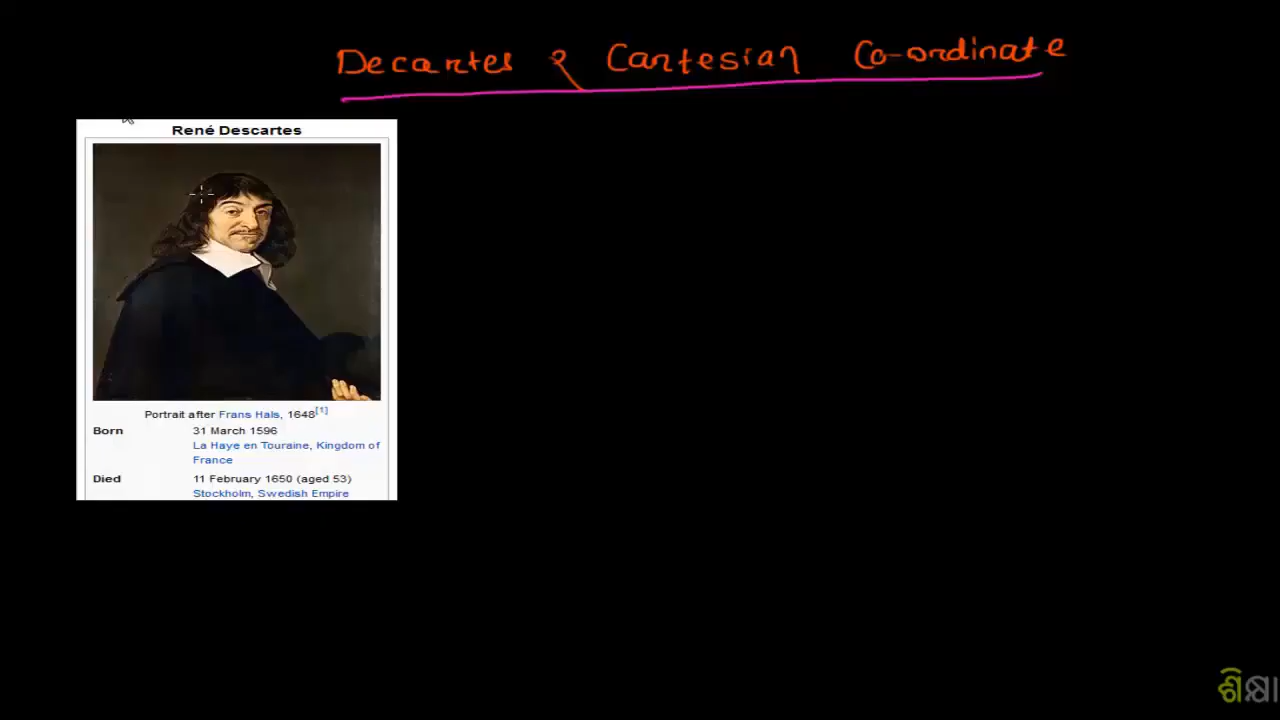 Decartes & Cartesian Co-ordinate
René Descartes
Portrait after Frans Hals, 1648[1]
Born 31 March 1596
La Haye en Touraine, Kingdom of
France
Died 11 February 1650 (aged 53)
Stockholm, Swedish Empire
ଶିକ୍ଷା